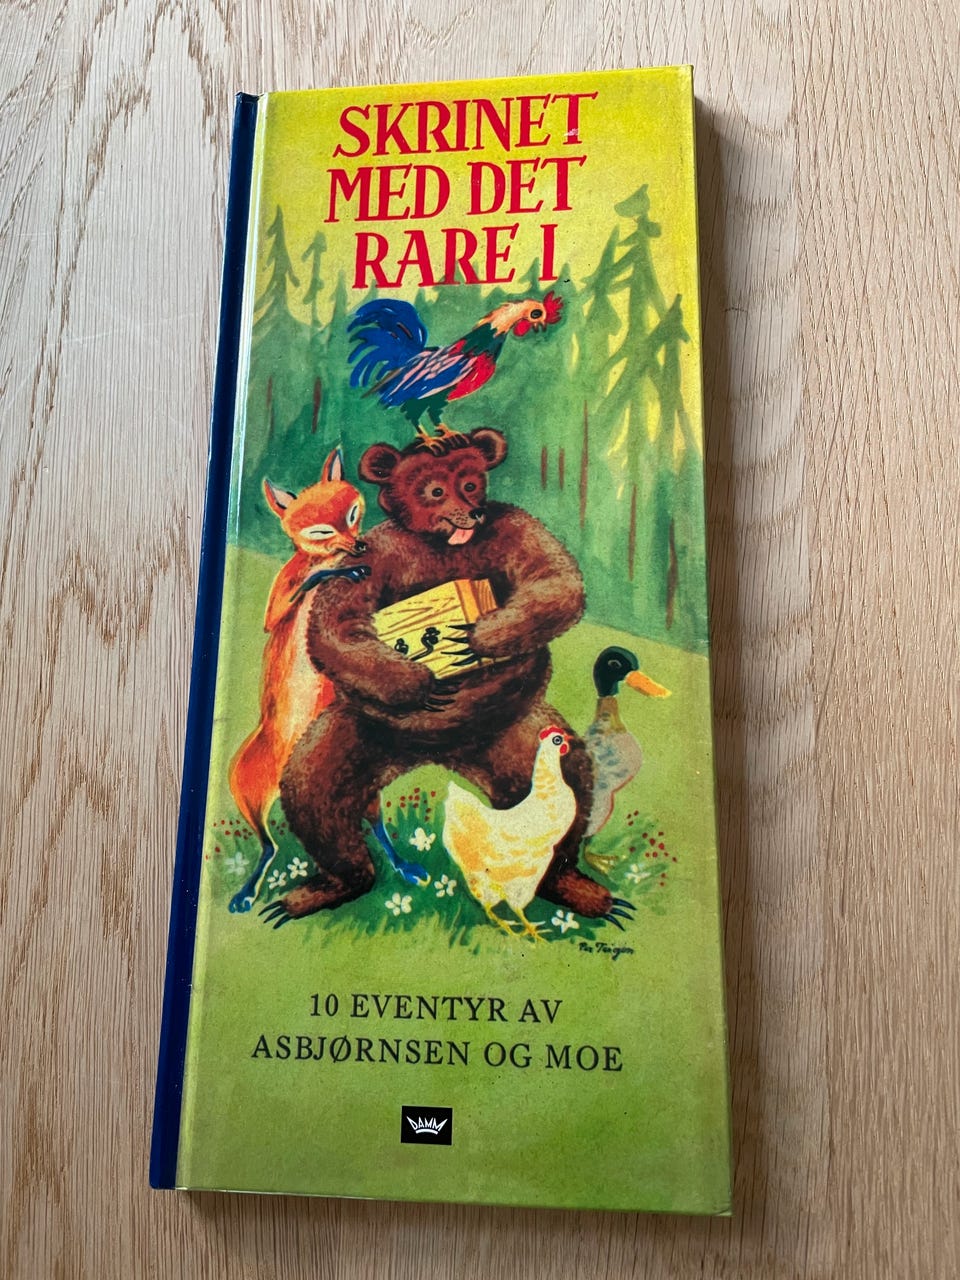 SKRINET
MED DET
RARE I
10 EVENTYR AV
ASBJØRNSEN OG MOE
DAMM